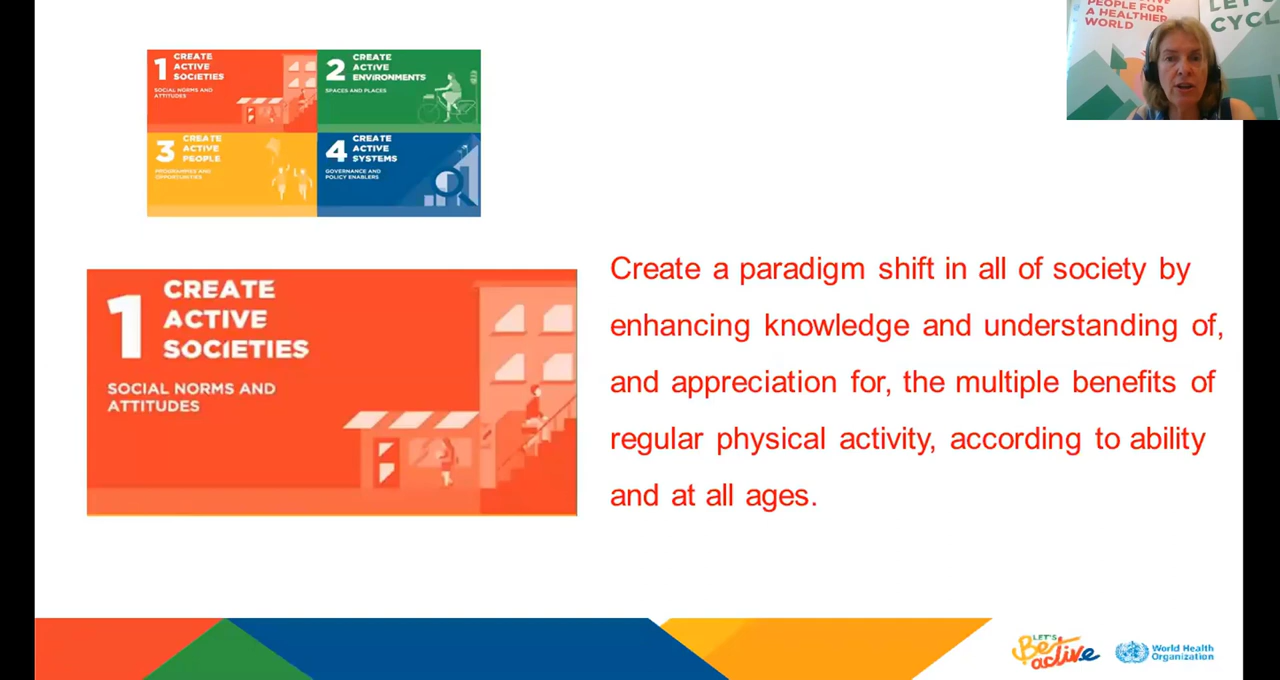 1 CREATE
ACTIVE
SOCIETIES
SOCIAL NORMS AND
ATTITUDES
2 CREATE
ACTIVE
ENVIRONMENTS
SPACES AND PLACES
3 CREATE
ACTIVE
PEOPLE
PROGRAMMES AND
OPPORTUNITIES
4 CREATE
ACTIVE
SYSTEMS
GOVERNANCE AND
POLICY ENABLERS
PEOPLE FOR
A HEALTHIER
WORLD
LET'S
CYCL
1 CREATE
ACTIVE
SOCIETIES
SOCIAL NORMS AND
ATTITUDES
Create a paradigm shift in all of society by
enhancing knowledge and understanding of,
and appreciation for, the multiple benefits of
regular physical activity, according to ability
and at all ages.
LET'S
Be
active
World Health
Organization